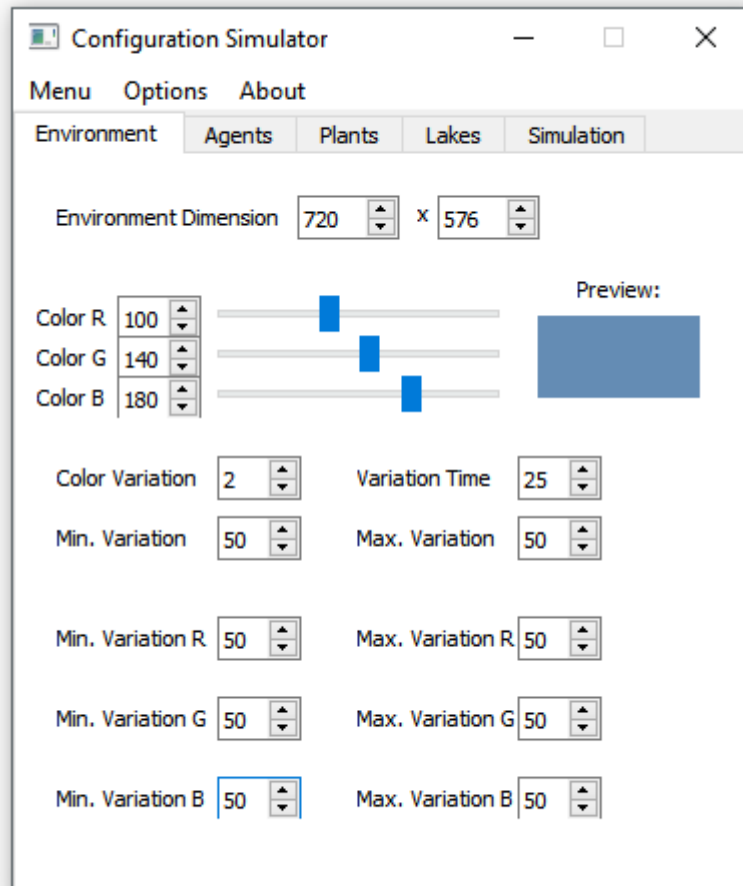 Configuration Simulator
Menu Options About
Environment Agents Plants Lakes Simulation
Environment Dimension 720 x 576
Preview:
Color R 100
Color G 140
Color B 180
Color Variation 2 Variation Time 25
Min. Variation 50 Max. Variation 50
Min. Variation R 50 Max. Variation R 50
Min. Variation G 50 Max. Variation G 50
Min. Variation B 50 Max. Variation B 50